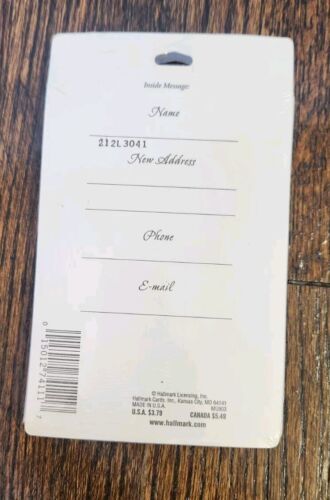 Inside Message:
Name
212L3041
New Address
Phone
E-mail
© Hallmark Licensing, Inc.
Hallmark Cards, Inc., Kansas City, MO 64141
MADE IN U.S.A.
U.S.A. $3.79 CANADA $5.49
www.hallmark.com